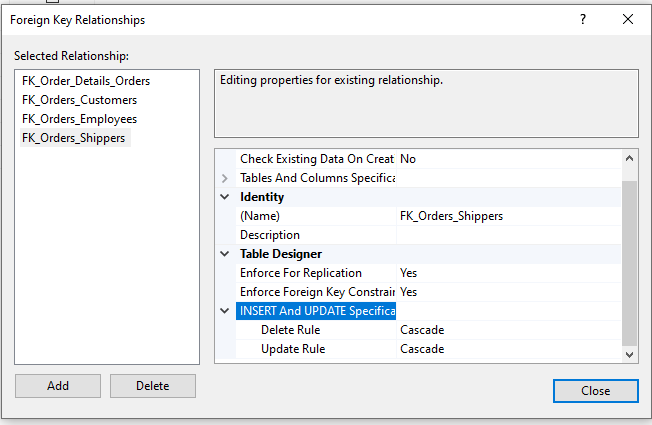 Foreign Key Relationships
?
Selected Relationship:
FK_Order_Details_Orders
FK_Orders_Customers
FK_Orders_Employees
FK_Orders_Shippers
Editing properties for existing relationship.
Check Existing Data On Creat No
Tables And Columns Specifica
Identity
(Name) FK_Orders_Shippers
Description
Table Designer
Enforce For Replication Yes
Enforce Foreign Key Constrain Yes
INSERT And UPDATE Specifica
Delete Rule Cascade
Update Rule Cascade
Add Delete
Close